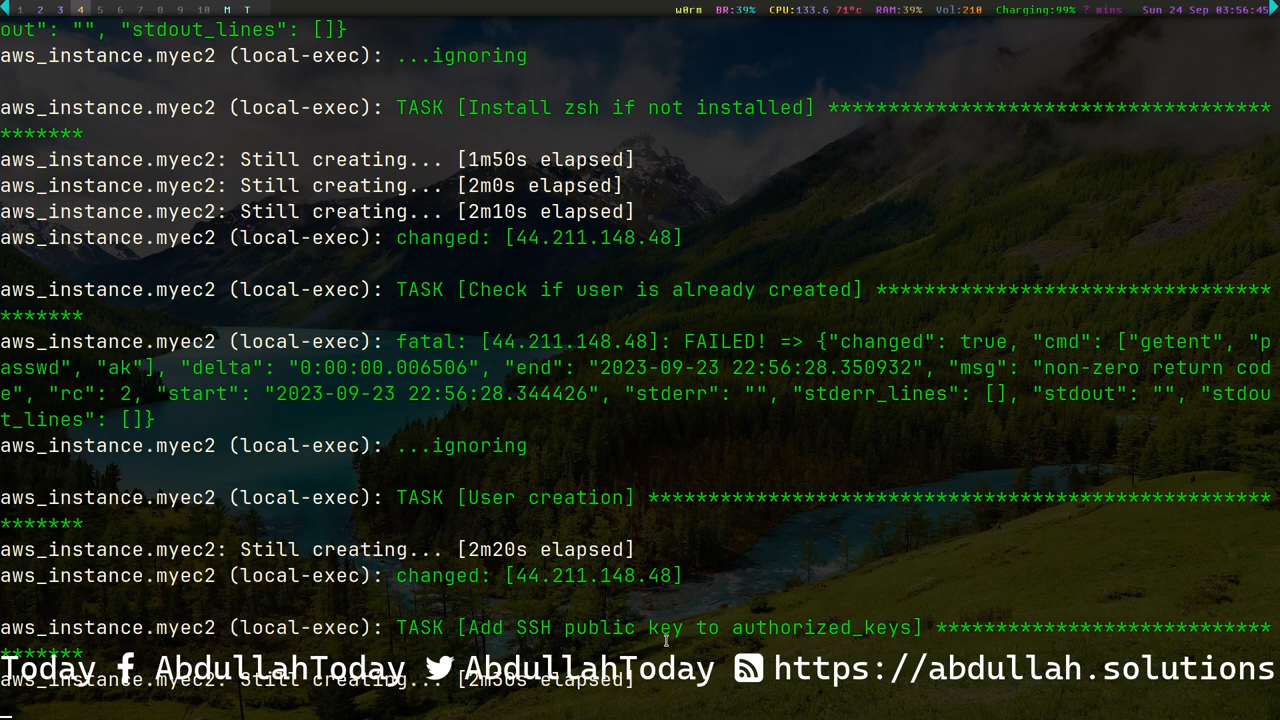 1 2 3 4 5 6 7 8 9 10 M T w0rm BR:39% CPU:133.6 71°c RAM:39% Vol:210 Charging:99% ? mins Sun 24 Sep 03:56:45
out": "", "stdout_lines": []}
aws_instance.myec2 (local-exec): ...ignoring
aws_instance.myec2 (local-exec): TASK [Install zsh if not installed] *************************************
*******
aws_instance.myec2: Still creating... [1m50s elapsed]
aws_instance.myec2: Still creating... [2m0s elapsed]
aws_instance.myec2: Still creating... [2m10s elapsed]
aws_instance.myec2 (local-exec): changed: [44.211.148.48]
aws_instance.myec2 (local-exec): TASK [Check if user is already created] *********************************
*******
aws_instance.myec2 (local-exec): fatal: [44.211.148.48]: FAILED! => {"changed": true, "cmd": ["getent", "p
asswd", "ak"], "delta": "0:00:00.006506", "end": "2023-09-23 22:56:28.350932", "msg": "non-zero return cod
e", "rc": 2, "start": "2023-09-23 22:56:28.344426", "stderr": "", "stderr_lines": [], "stdout": "", "stdou
t_lines": []}
aws_instance.myec2 (local-exec): ...ignoring
aws_instance.myec2 (local-exec): TASK [User creation] ****************************************************
*******
aws_instance.myec2: Still creating... [2m20s elapsed]
aws_instance.myec2 (local-exec): changed: [44.211.148.48]
aws_instance.myec2 (local-exec): TASK [Add SSH public key to authorized_keys] ****************************
*******
Today AbdullahToday AbdullahToday https://abdullah.solutions
aws_instance.myec2: Still creating... [2m30s elapsed]